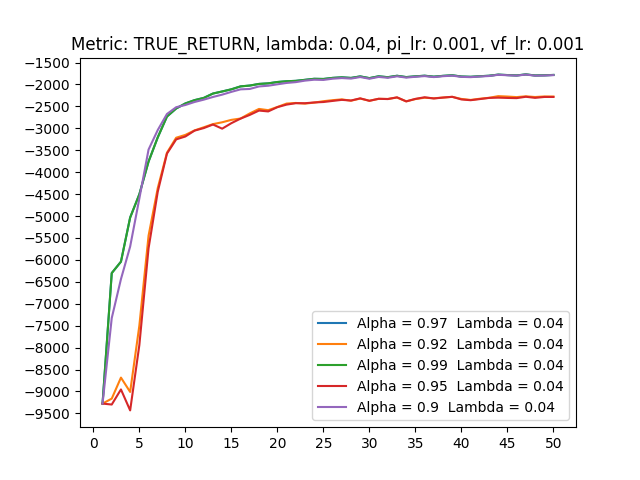 Metric: TRUE_RETURN, lambda: 0.04, pi_lr: 0.001, vf_lr: 0.001
−1500
−2000
−2500
−3000
−3500
−4000
−4500
−5000
−5500
−6000
−6500
−7000
−7500
−8000
−8500
−9000
−9500
Alpha = 0.97  Lambda = 0.04
Alpha = 0.92  Lambda = 0.04
Alpha = 0.99  Lambda = 0.04
Alpha = 0.95  Lambda = 0.04
Alpha = 0.9  Lambda = 0.04
0 5 10 15 20 25 30 35 40 45 50